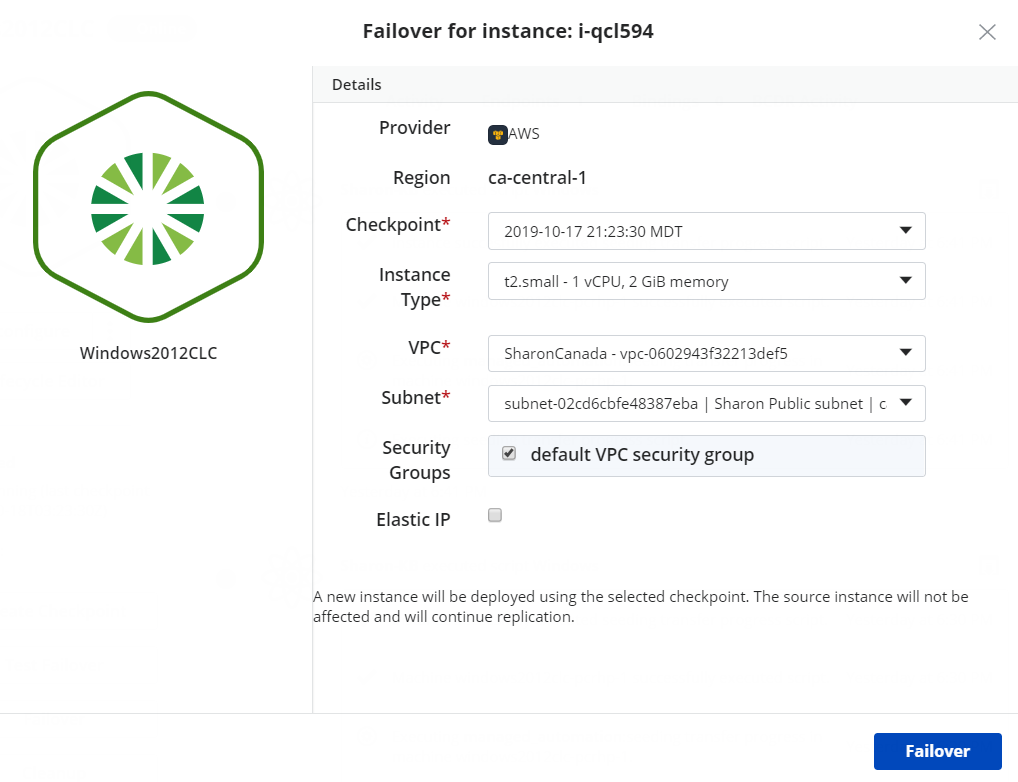 Failover for instance: i-qcl594
Windows2012CLC
Details
Provider
AWS
Region
ca-central-1
Checkpoint*
2019-10-17 21:23:30 MDT
Instance
Type*
t2.small - 1 vCPU, 2 GiB memory
VPC*
SharonCanada - vpc-0602943f32213def5
Subnet*
subnet-02cd6cbfe48387eba | Sharon Public subnet | c
Security
Groups
default VPC security group
Elastic IP
A new instance will be deployed using the selected checkpoint. The source instance will not be
affected and will continue replication.
Failover